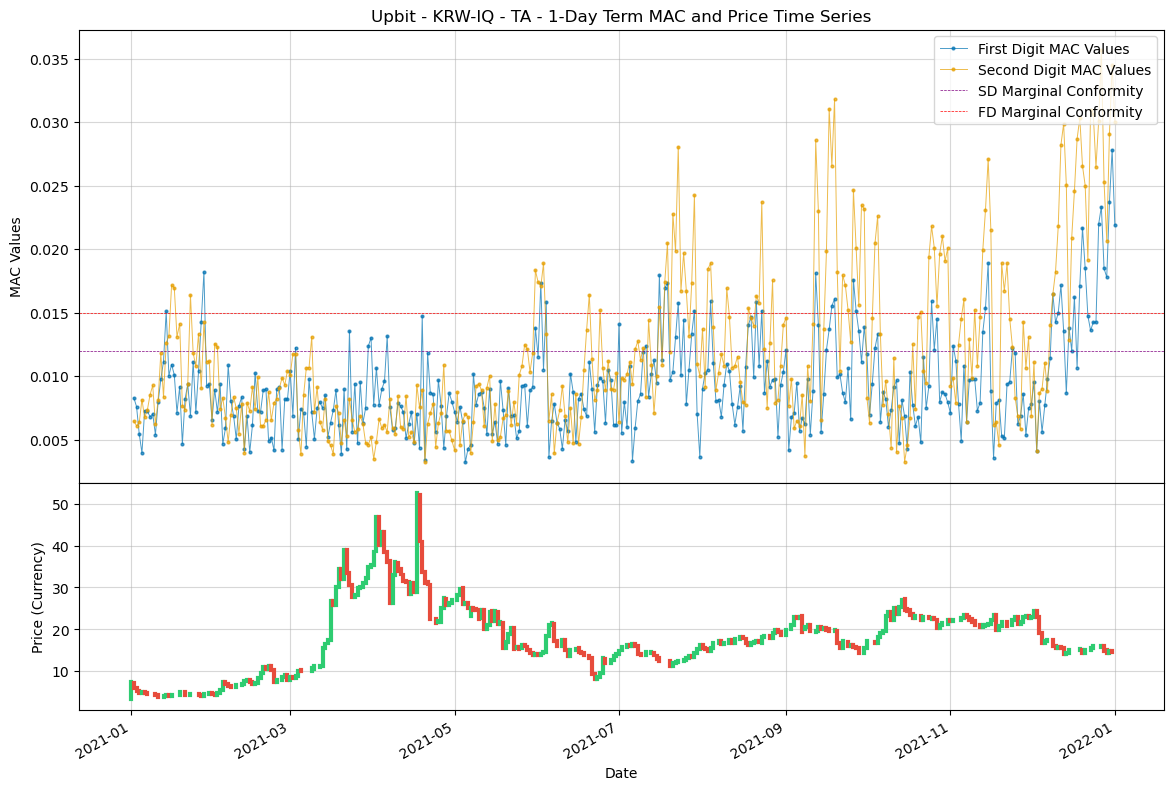 Upbit - KRW-IQ - TA - 1-Day Term MAC and Price Time Series
MAC Values
0.035
0.030
0.025
0.020
0.015
0.010
0.005
First Digit MAC Values
Second Digit MAC Values
SD Marginal Conformity
FD Marginal Conformity
Price (Currency)
50
40
30
20
10
2021-01
2021-03
2021-05
2021-07
2021-09
2021-11
2022-01
Date